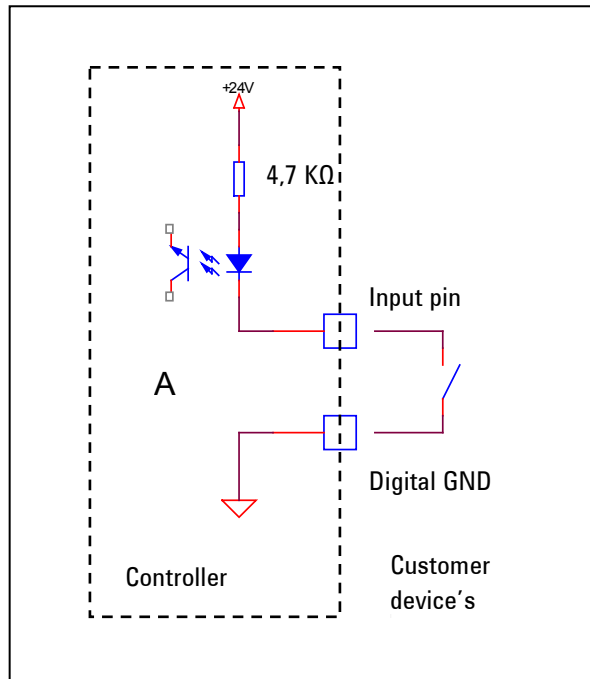 +24V
4,7 KΩ
Input pin
A
Digital GND
Controller
Customer
device's